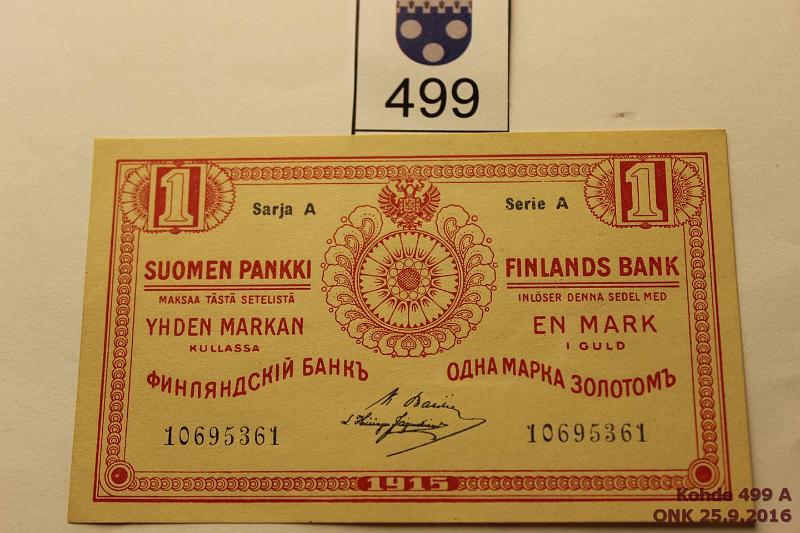 499
1
1
Sarja A
Serie A
SUOMEN PANKKI
MAKSAA TÄSTÄ SETELISTÄ
YHDEN MARKAN
KULLASSA
FINLANDS BANK
INLÖSER DENNA SEDEL MED
EN MARK
I GULD
ФИНЛЯНДСКІЙ БАНКЪ
ОДНА МАРКА ЗОЛОТОМЪ
10695361
10695361
1915
Kohde 499 A
ONK 25.9.2016